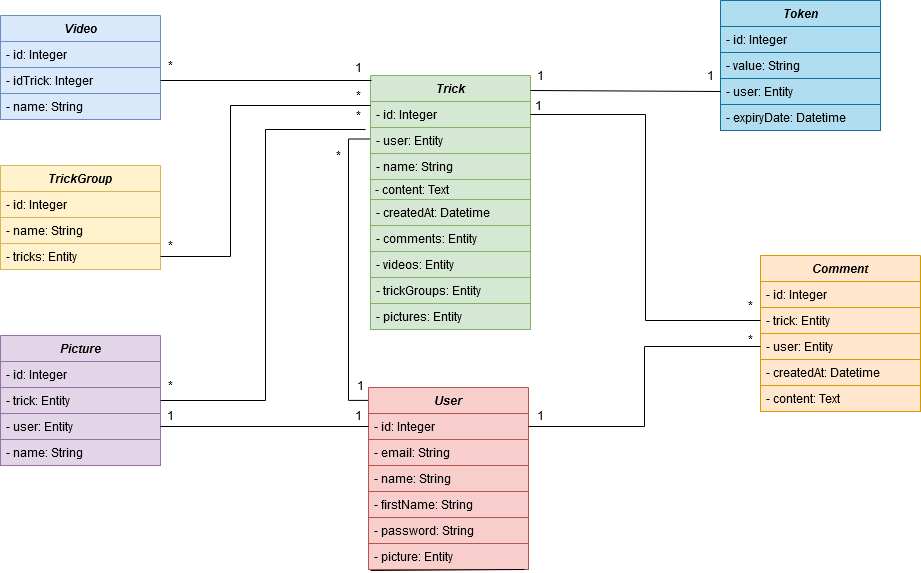 Video
- id: Integer
- idTrick: Integer
- name: String
*
1
Trick
- id: Integer
- user: Entity
- name: String
- content: Text
- createdAt: Datetime
- comments: Entity
- videos: Entity
- trickGroups: Entity
- pictures: Entity
1
1
Token
- id: Integer
- value: String
- user: Entity
- expiryDate: Datetime
*
*
*
1
TrickGroup
- id: Integer
- name: String
- tricks: Entity
*
Comment
- id: Integer
- trick: Entity
- user: Entity
- createdAt: Datetime
- content: Text
*
*
Picture
- id: Integer
- trick: Entity
- user: Entity
- name: String
*
1
1
1
User
- id: Integer
- email: String
- name: String
- firstName: String
- password: String
- picture: Entity
1